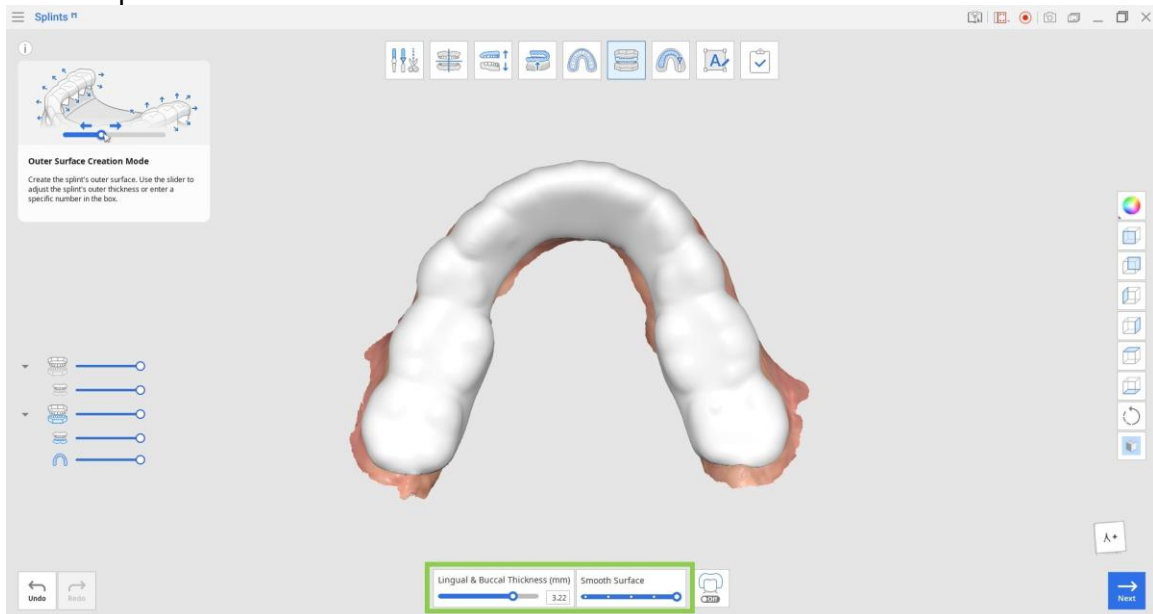 Splints
Outer Surface Creation Mode
Create the splint's outer surface. Use the slider to
adjust the splint's outer thickness or enter a
specific number in the box.
Lingual & Buccal Thickness (mm)
3.22
Smooth Surface
Off
Undo
Redo
Next